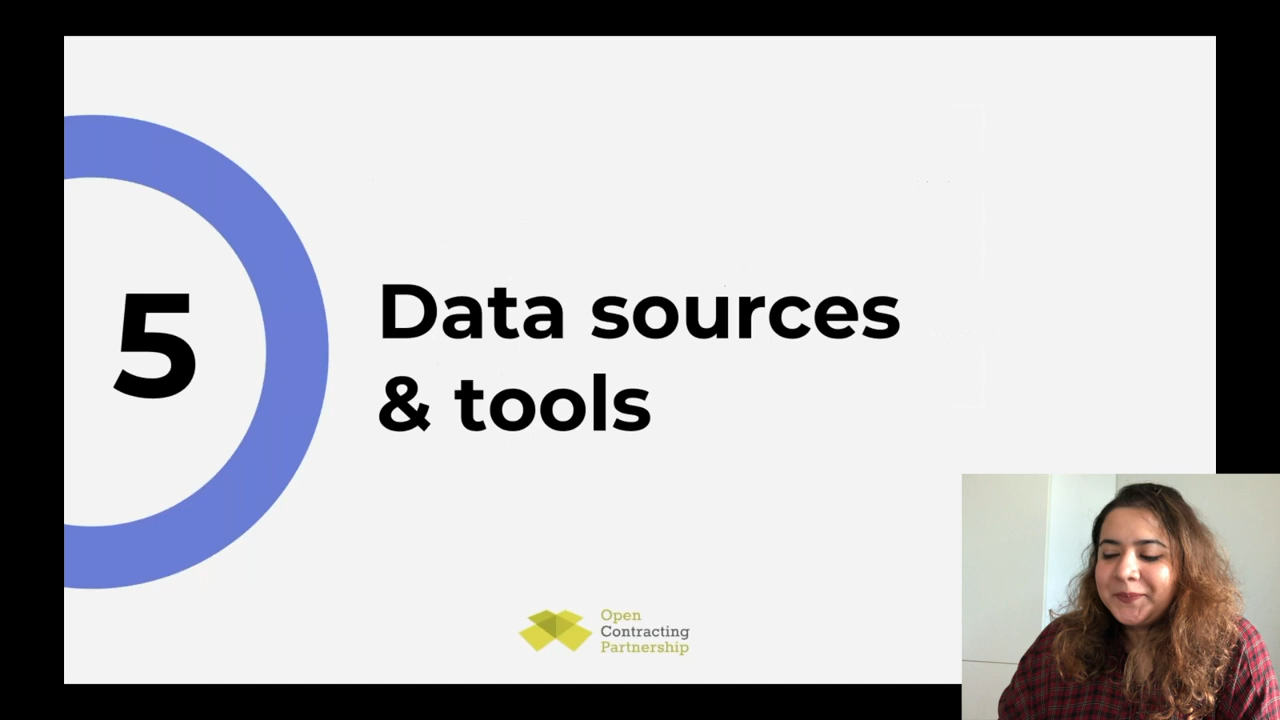 5
Data sources
& tools
Open
Contracting
Partnership